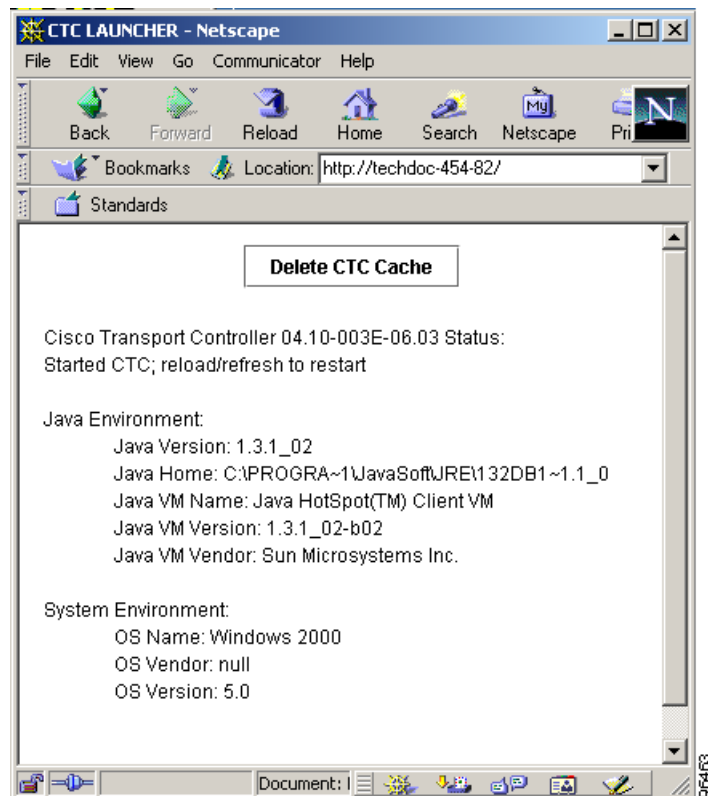 CTC LAUNCHER - Netscape
File Edit View Go Communicator Help
Back Forward Reload Home Search Netscape Pri
My
N
Bookmarks Location: http://techdoc-454-82/
Standards
Delete CTC Cache
Cisco Transport Controller 04.10-003E-06.03 Status:
Started CTC; reload/refresh to restart
Java Environment:
Java Version: 1.3.1_02
Java Home: C:\PROGRA~1\JavaSoft\JRE\132DB1~1.1_0
Java VM Name: Java HotSpot(TM) Client VM
Java VM Version: 1.3.1_02-b02
Java VM Vendor: Sun Microsystems Inc.
System Environment:
OS Name: Windows 2000
OS Vendor: null
OS Version: 5.0
Document:
96463